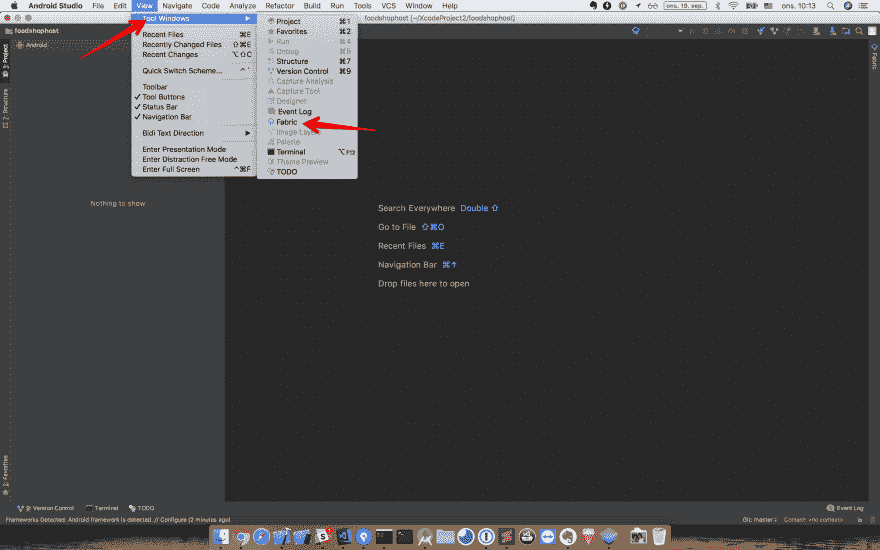 Android Studio File Edit View Navigate Code Analyze Refactor Build Run Tools VCS Window Help ons. 19. sep. ons. 10:13
foodshophost [~/XcodeProject2/foodshophost]
foodshophost
Android
1: Project
Z: Structure
2: Favorites
Fabric
Tool Windows
Recent Files ⌘E
Recently Changed Files ⇧⌘E
Recent Changes ⌥⇧C
Quick Switch Scheme... ^`
Toolbar
Tool Buttons
Status Bar
Navigation Bar
Bidi Text Direction
Enter Presentation Mode
Enter Distraction Free Mode
Enter Full Screen ^⌘F
Project ⌘1
Favorites ⌘2
Run ⌘4
Debug ⌘5
Structure ⌘7
Version Control ⌘9
Capture Analysis
Capture Tool
Designer
Event Log
Fabric
Image Layers
Palette
Terminal ⌥F12
Theme Preview
TODO
Nothing to show
Search Everywhere Double ⇧
Go to File ⇧⌘O
Recent Files ⌘E
Navigation Bar ⌘↑
Drop files here to open
9: Version Control Terminal TODO Event Log
Frameworks Detected: Android framework is detected. // Configure (2 minutes ago) Git: master Context: <no context>